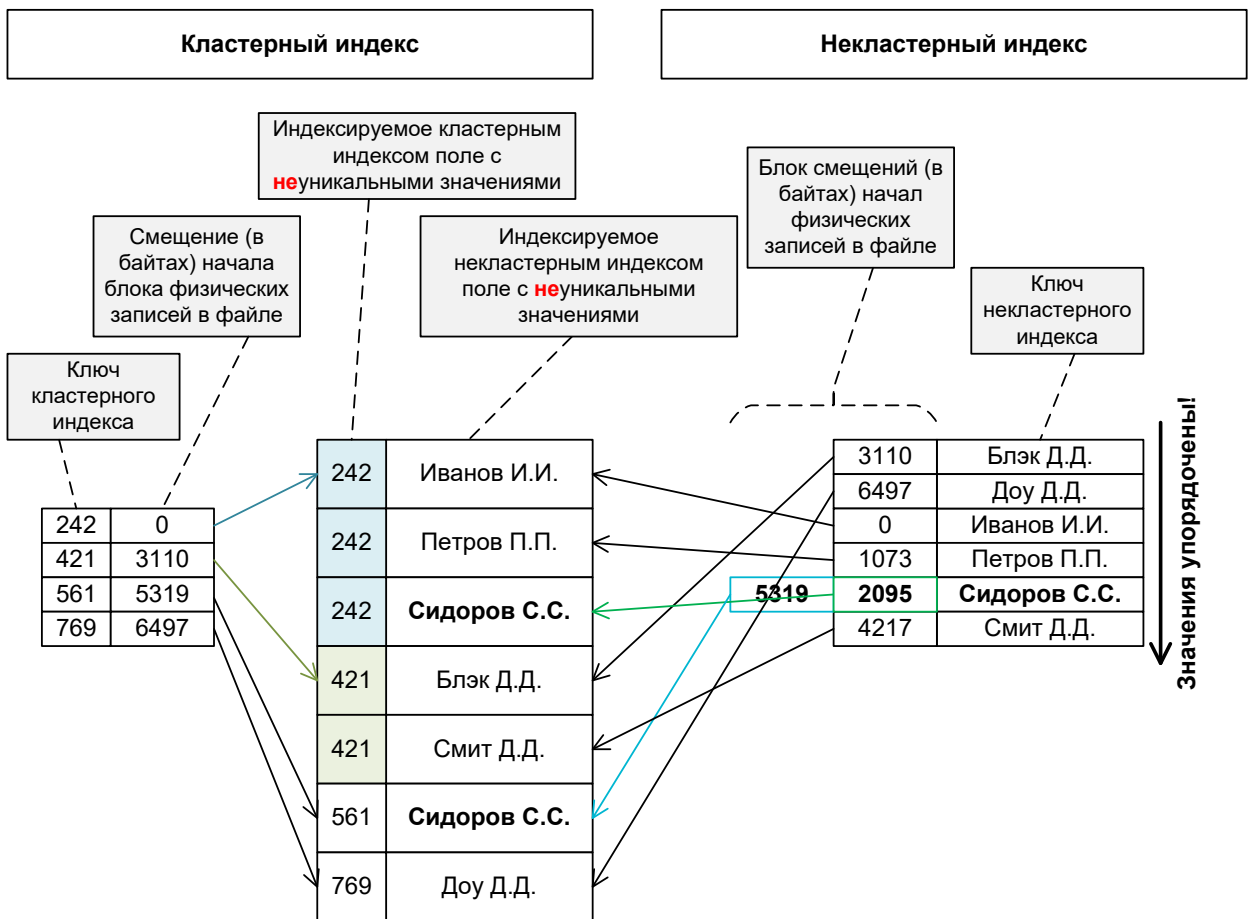 Кластерный индекс
Некластерный индекс
Индексируемое кластерным
индексом поле с
неуникальными значениями
Смещение (в
байтах) начала
блока физических
записей в файле
Индексируемое
некластерным индексом
поле с неуникальными
значениями
Блок смещений (в
байтах) начал
физических
записей в файле
Ключ
некластерного
индекса
Ключ
кластерного
индекса
242 0
421 3110
561 5319
769 6497
242 Иванов И.И.
242 Петров П.П.
242 Сидоров С.С.
421 Блэк Д.Д.
421 Смит Д.Д.
561 Сидоров С.С.
769 Доу Д.Д.
3110 Блэк Д.Д.
6497 Доу Д.Д.
0 Иванов И.И.
1073 Петров П.П.
5319 2095 Сидоров С.С.
4217 Смит Д.Д.
Значения упорядочены!